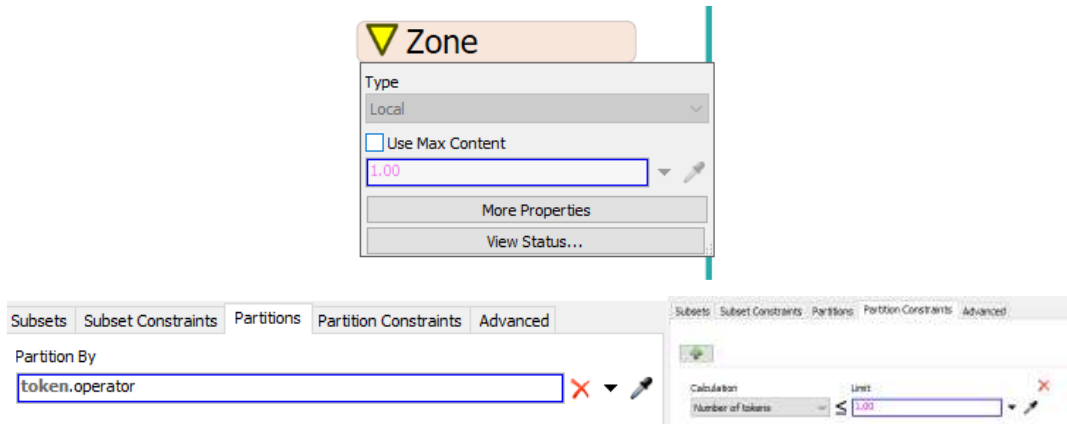 Zone
Type
Local
Use Max Content
1.00
More Properties
View Status...
Subsets Subset Constraints Partitions Partition Constraints Advanced
Partition By
token.operator
Subsets Subset Constraints Partitions Partition Constraints Advanced
Calculation Limit
Number of tokens ≤ 1.00